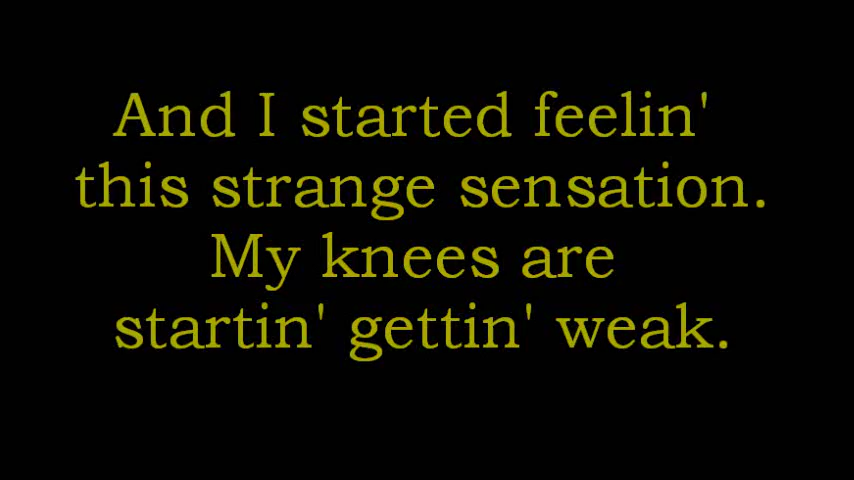 And I started feelin'
this strange sensation.
My knees are
startin' gettin' weak.